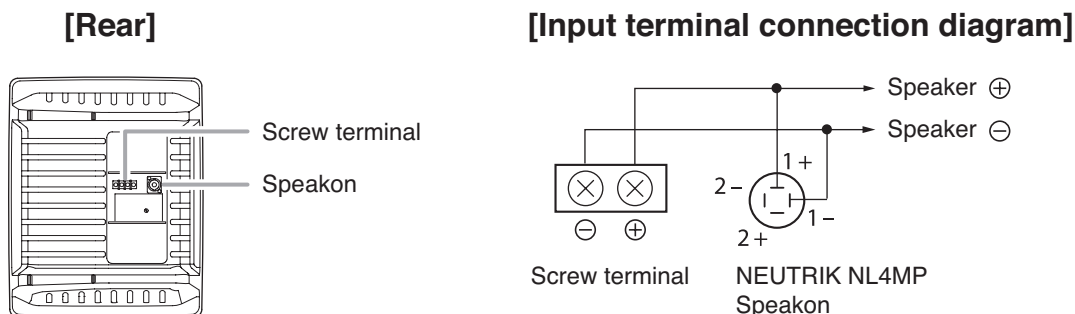 [Rear]
Screw terminal
Speakon
[Input terminal connection diagram]
Speaker ⊕
Speaker ⊖
1 +
2 –
1 –
2 +
⊖ ⊕
Screw terminal
NEUTRIK NL4MP
Speakon